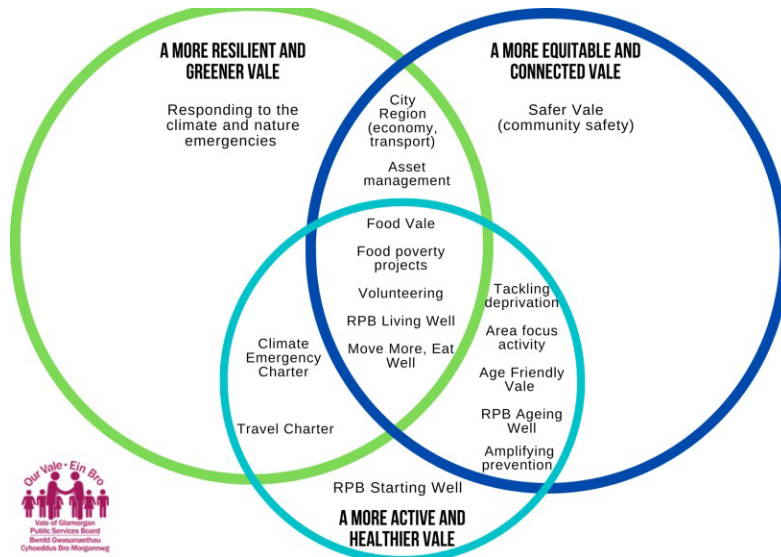 A MORE RESILIENT AND
GREENER VALE
Responding to the
climate and nature
emergencies
A MORE EQUITABLE AND
CONNECTED VALE
Safer Vale
(community safety)
City
Region
(economy,
transport)
Asset
management
Food Vale
Food poverty
projects
Volunteering
RPB Living Well
Move More, Eat
Well
Climate
Emergency
Charter
Travel Charter
Tackling
deprivation
Area focus
activity
Age Friendly
Vale
RPB Ageing
Well
Amplifying
prevention
RPB Starting Well
A MORE ACTIVE AND
HEALTHIER VALE
Our Vale · Ein Bro
Vale of Glamorgan
Public Services Board
Bwrdd Gwasanaethau
Cyhoeddus Bro Morgannwg